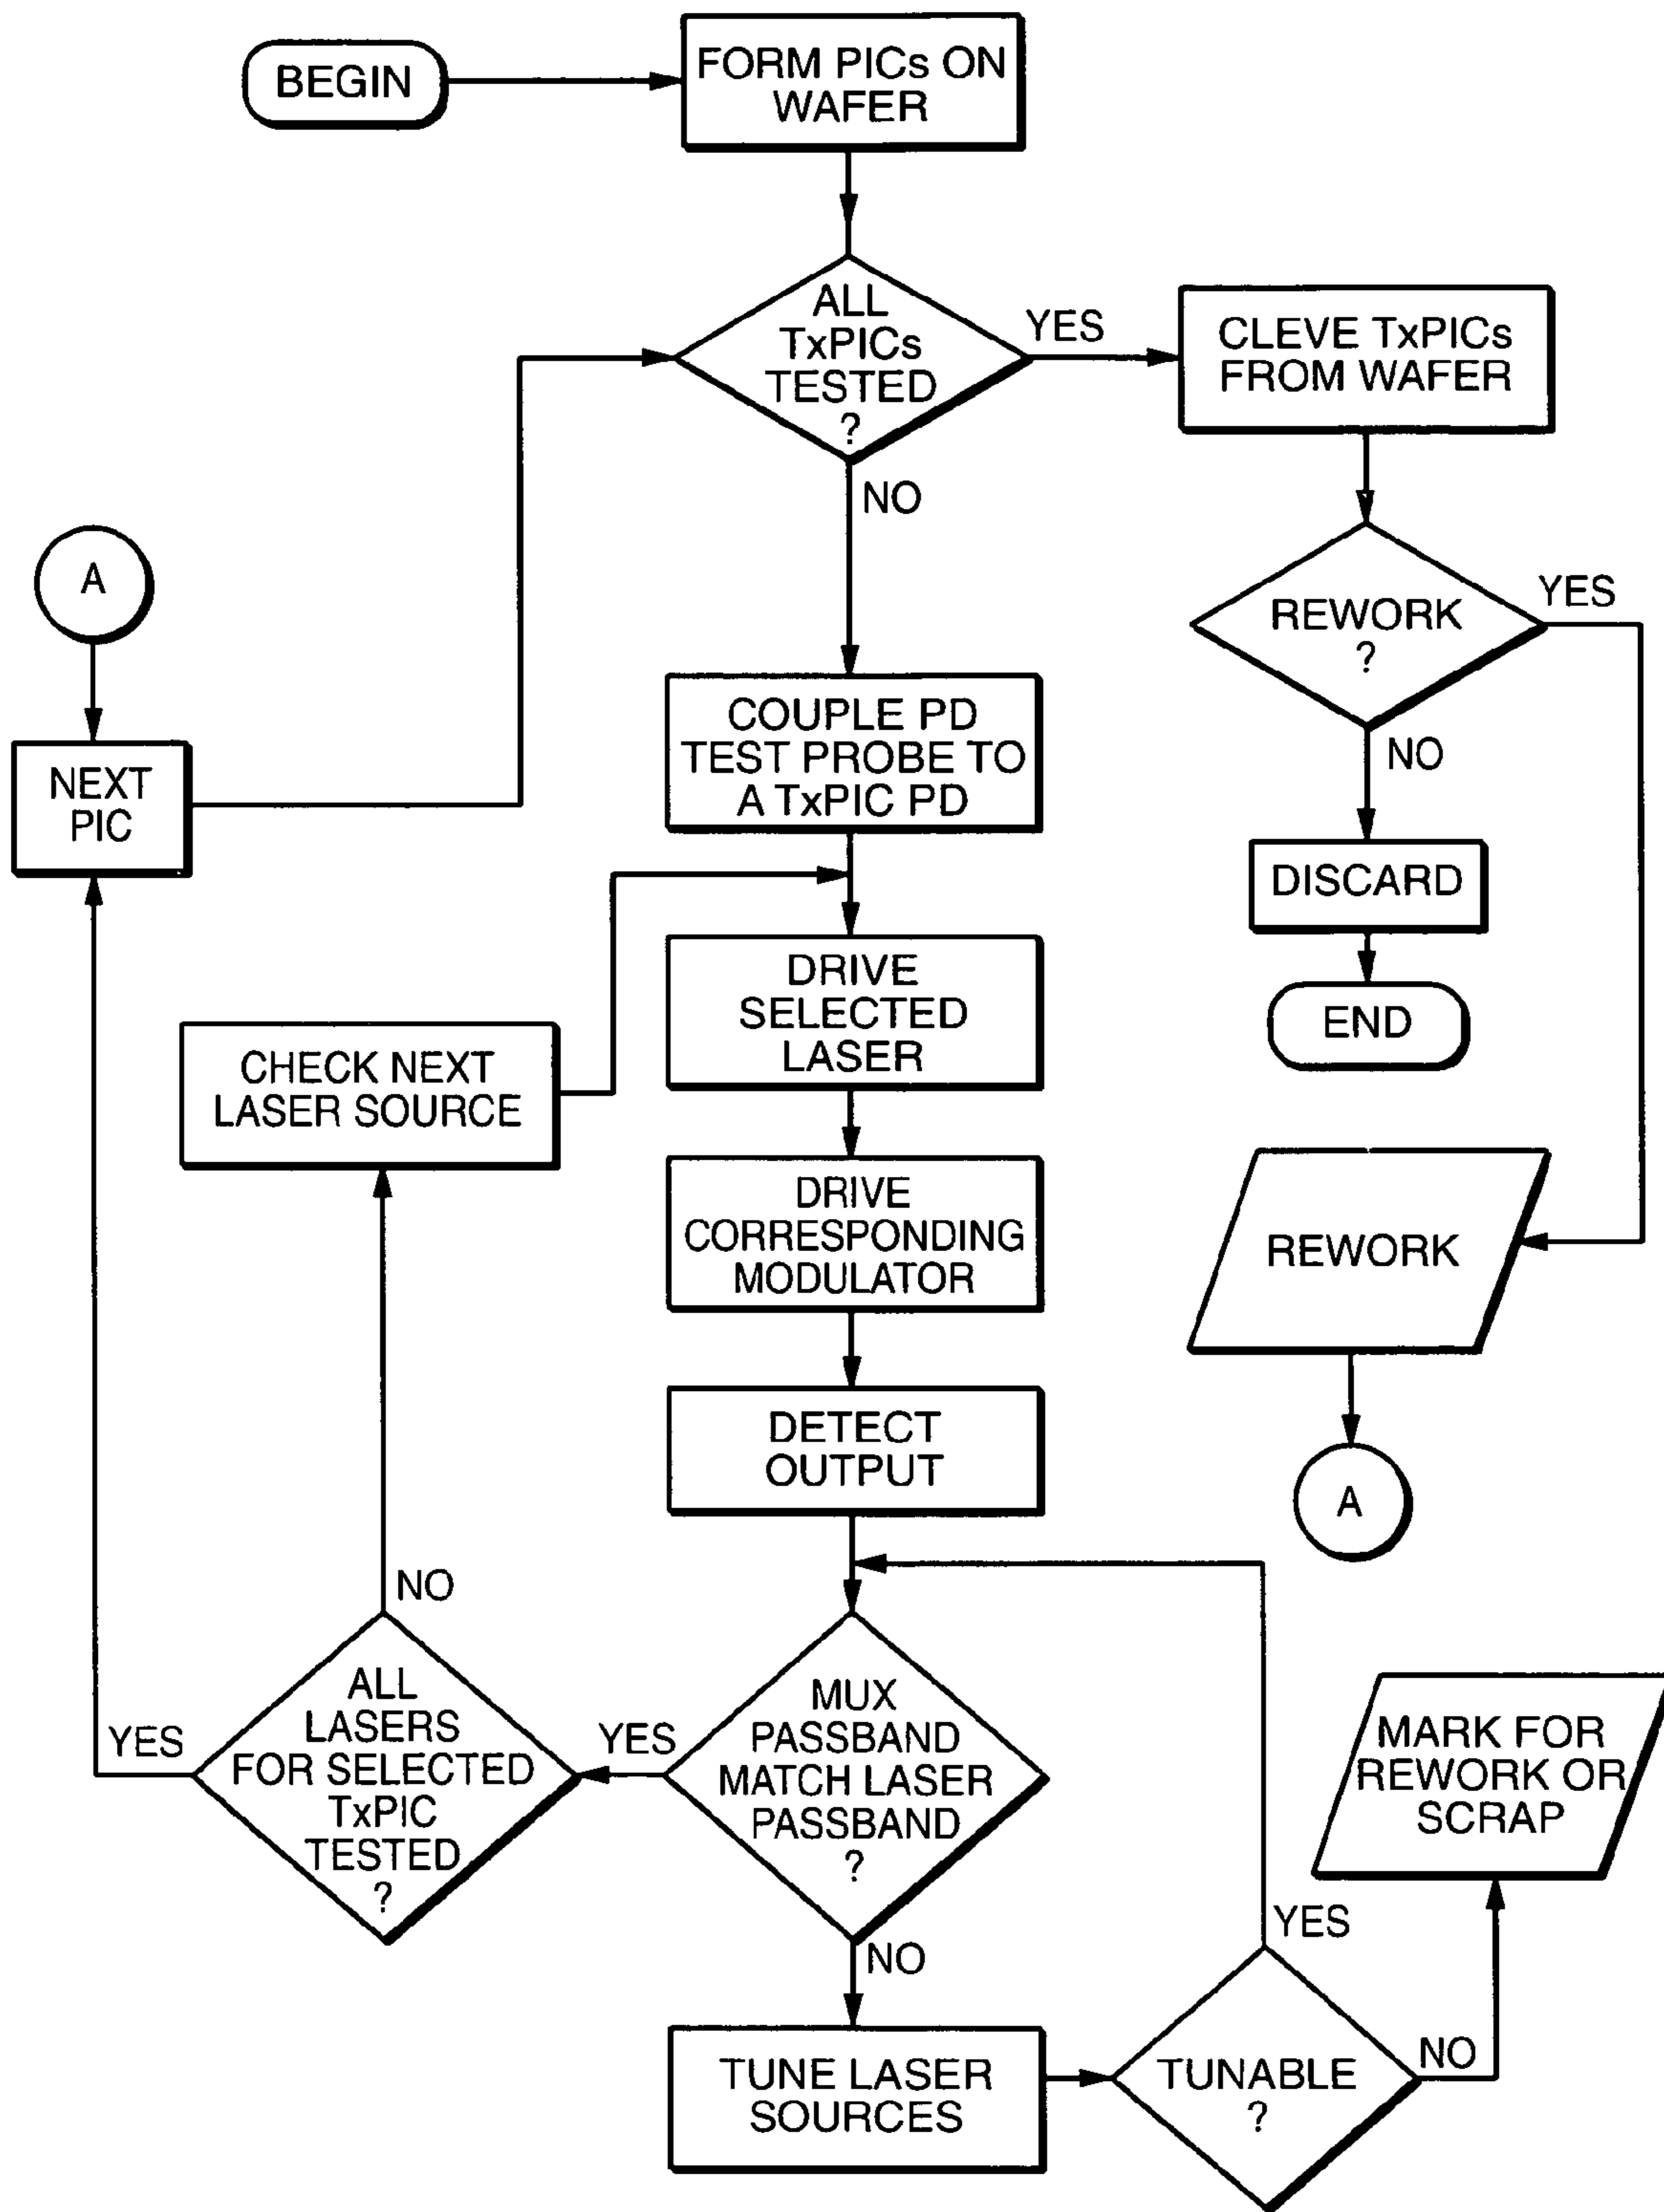 BEGIN
FORM PICs ON
WAFER
ALL
TxPICs
TESTED
?
YES
CLEVE TxPICs
FROM WAFER
NO
A
REWORK
?
YES
NO
NEXT
PIC
COUPLE PD
TEST PROBE TO
A TxPIC PD
DISCARD
DRIVE
SELECTED
LASER
END
CHECK NEXT
LASER SOURCE
DRIVE
CORRESPONDING
MODULATOR
REWORK
DETECT
OUTPUT
A
NO
ALL
LASERS
FOR SELECTED
TxPIC
TESTED
?
YES
YES
MUX
PASSBAND
MATCH LASER
PASSBAND
?
MARK FOR
REWORK OR
SCRAP
YES
NO
TUNE LASER
SOURCES
TUNABLE
?
NO